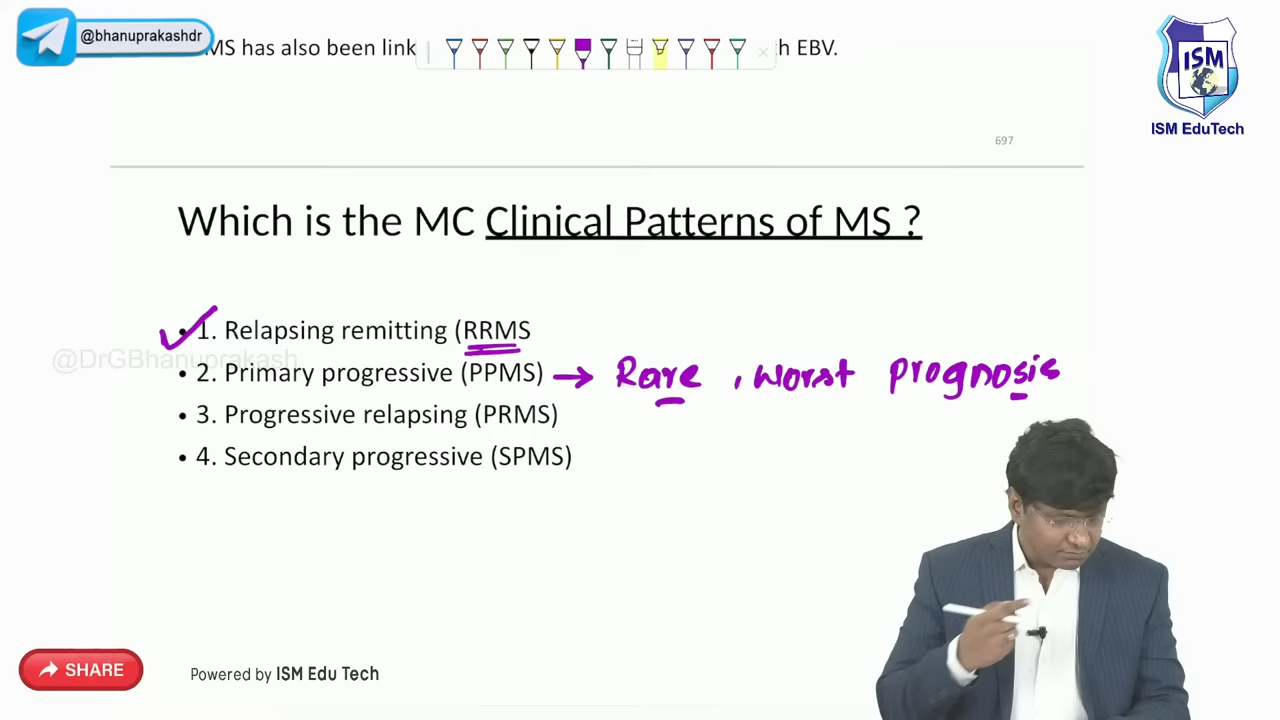 @bhanuprakashdr
MS has also been link h EBV.
ISM
ISM EduTech
697
Which is the MC Clinical Patterns of MS ?
• 1. Relapsing remitting (RRMS
@DrGBhanuprakash
• 2. Primary progressive (PPMS) → Rare, worst prognosis
• 3. Progressive relapsing (PRMS)
• 4. Secondary progressive (SPMS)
SHARE
Powered by ISM Edu Tech